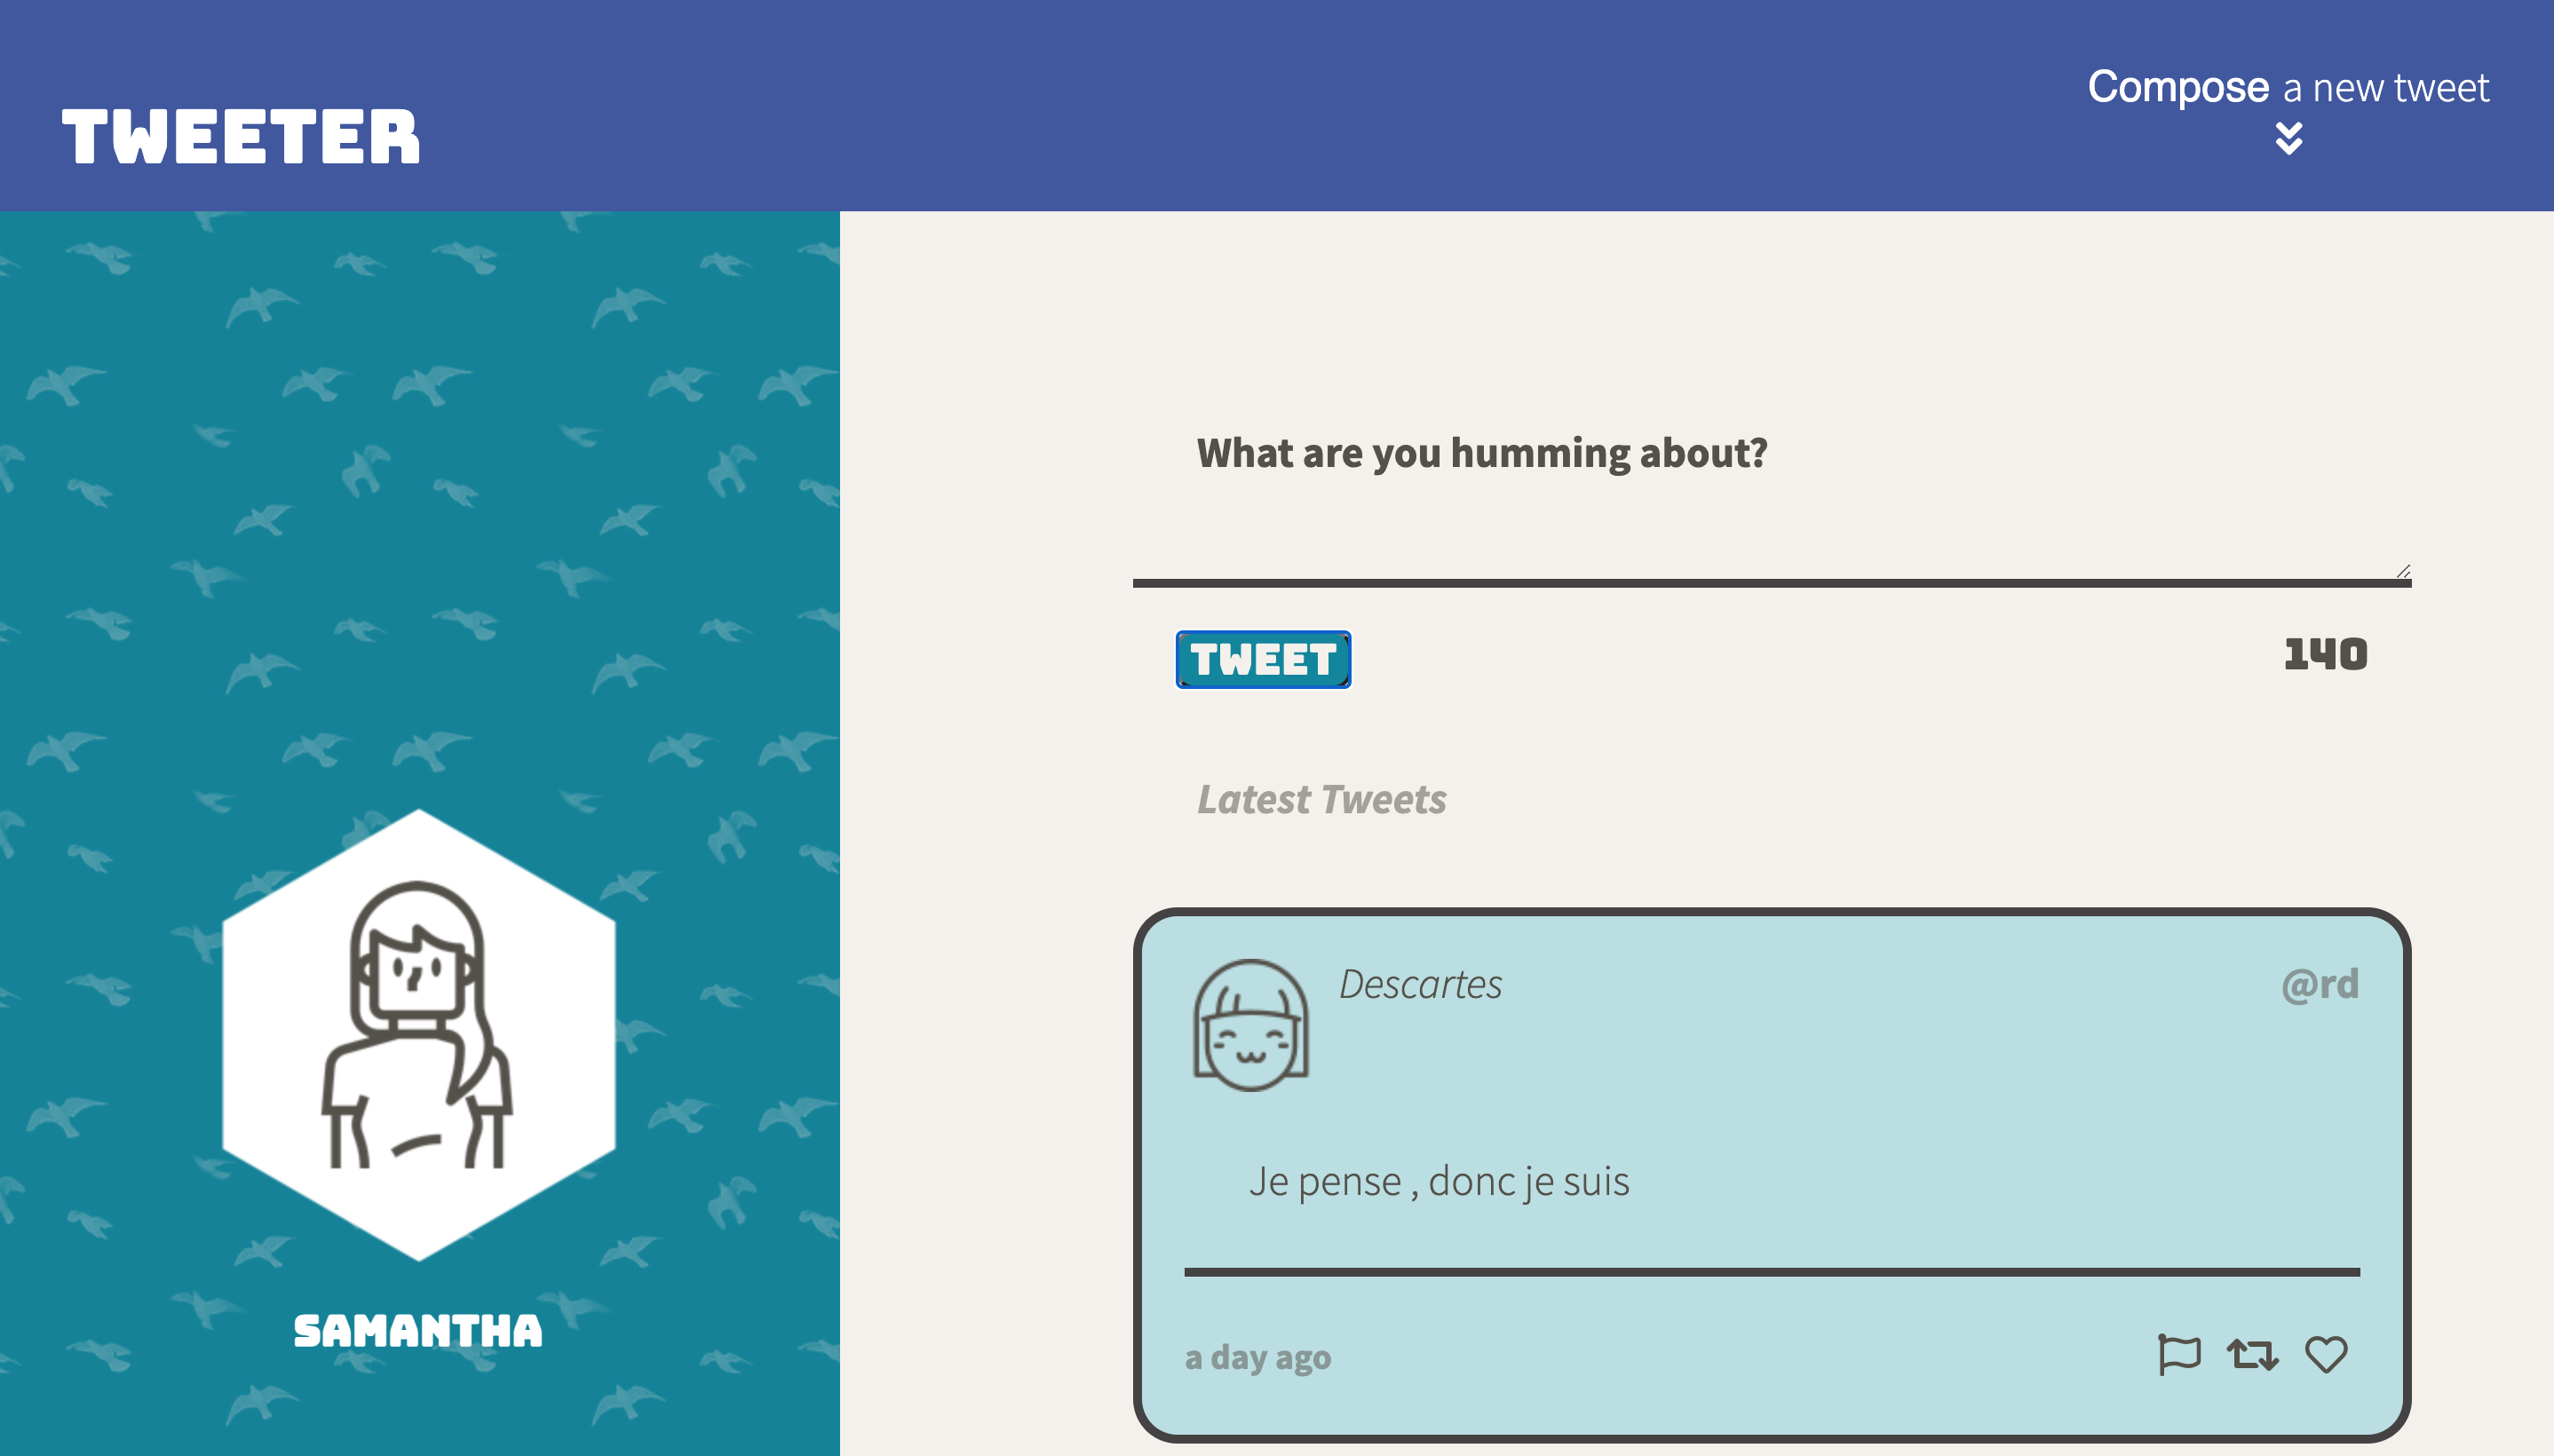 TWEETER
Compose a new tweet
What are you humming about?
TWEET
140
Latest Tweets
Descartes
@rd
Je pense , donc je suis
a day ago
SAMANTHA